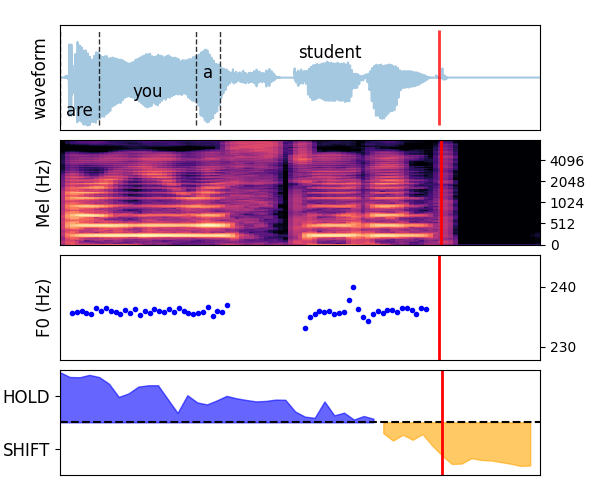 waveform
are
you
a
student
Mel (Hz)
4096
2048
1024
512
0
F0 (Hz)
240
230
HOLD
SHIFT